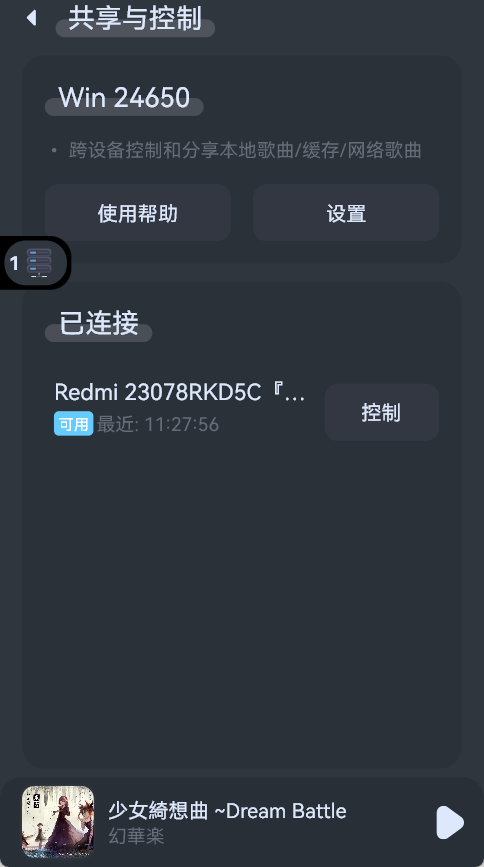 共享与控制
Win 24650
• 跨设备控制和分享本地歌曲/缓存/网络歌曲
使用帮助
设置
1
已连接
Redmi 23078RKD5C『...
控制
可用 最近: 11:27:56
少女綺想曲 ~Dream Battle
幻華楽